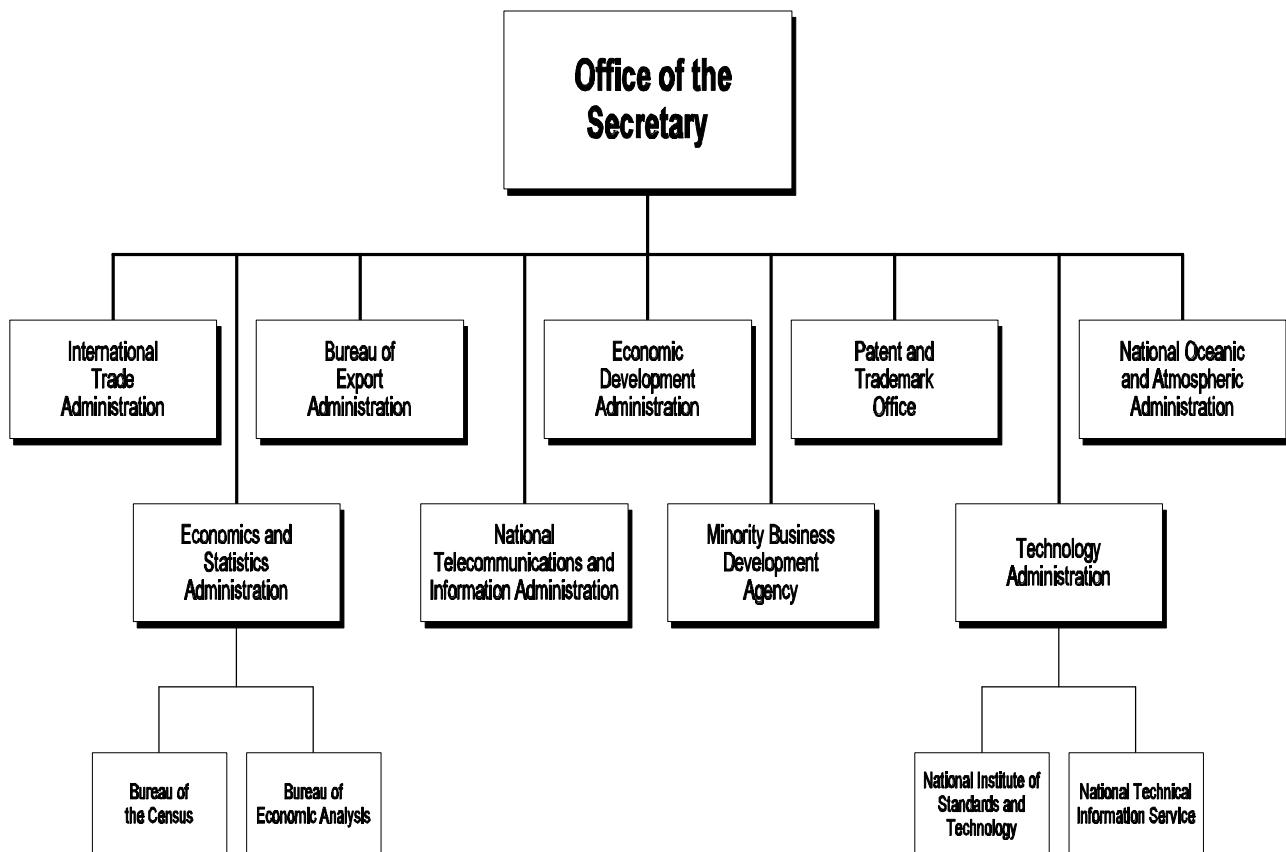 Office of the
Secretary
International
Trade
Administration
Bureau of
Export
Administration
Economic
Development
Administration
Patent and
Trademark
Office
National Oceanic
and Atmospheric
Administration
Economics and
Statistics
Administration
National
Telecommunications and
Information Administration
Minority Business
Development
Agency
Technology
Administration
Bureau of
the Census
Bureau of
Economic Analysis
National Institute of
Standards and
Technology
National Technical
Information Service